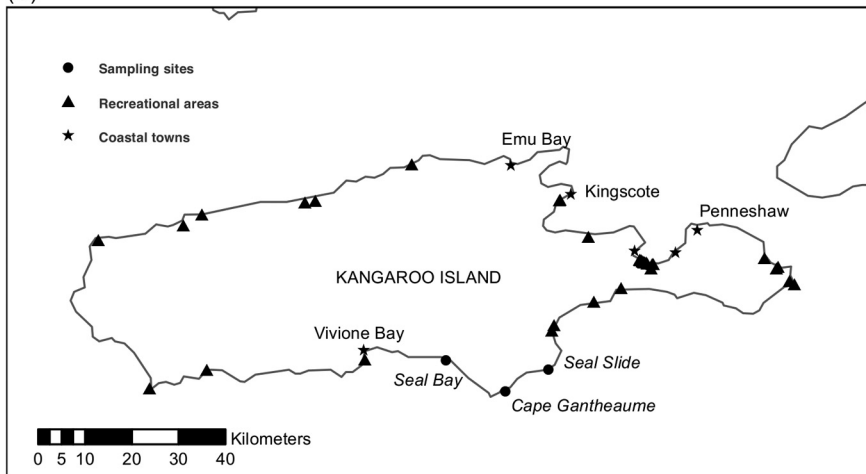 Sampling sites
Recreational areas
Coastal towns
Emu Bay
Kingscote
Penneshaw
KANGAROO ISLAND
Vivione Bay
Seal Bay
Seal Slide
Cape Gantheaume
Kilometers
0 5 10 20 30 40